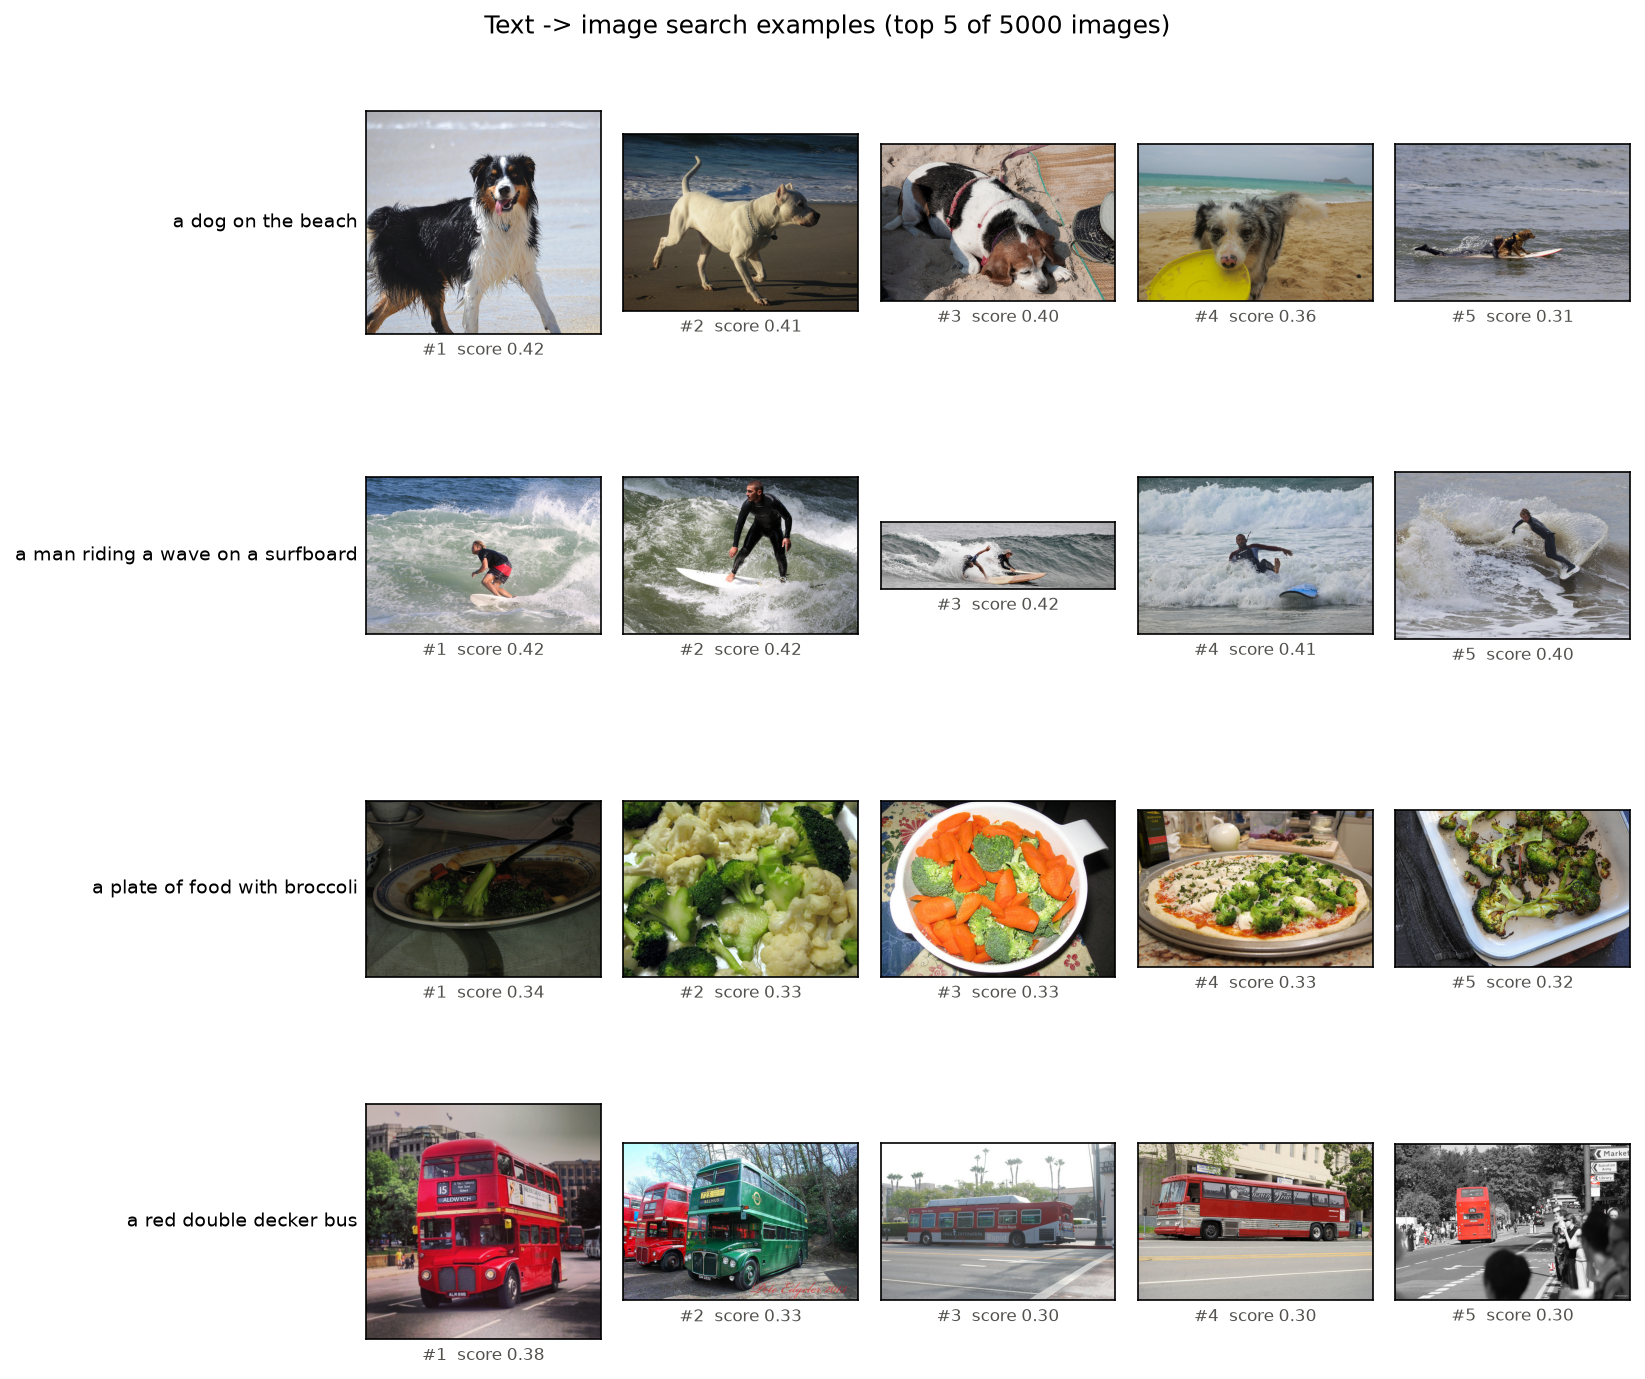 Text -> image search examples (top 5 of 5000 images)
a dog on the beach
#1 score 0.42
#2 score 0.41
#3 score 0.40
#4 score 0.36
#5 score 0.31
a man riding a wave on a surfboard
#1 score 0.42
#2 score 0.42
#3 score 0.42
#4 score 0.41
#5 score 0.40
a plate of food with broccoli
#1 score 0.34
#2 score 0.33
#3 score 0.33
#4 score 0.33
#5 score 0.32
a red double decker bus
15
ALDWYCH
Market
#1 score 0.38
#2 score 0.33
#3 score 0.30
#4 score 0.30
#5 score 0.30